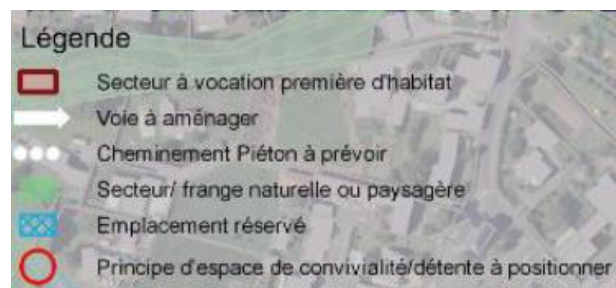 Légende
Secteur à vocation première d'habitat
Voie à aménager
Cheminement Piéton à prévoir
Secteur/ frange naturelle ou paysagère
Emplacement réservé
Principe d'espace de convivialité/détente à positionner